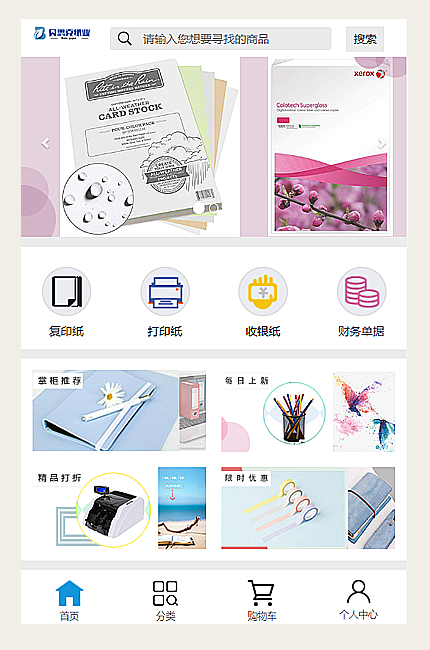 贝思克纸业
请输入您想要寻找的商品
搜索
Rite in the Rain
ALL-WEATHER
CARD STOCK
FOUR-COLOR PACK
xerox
Colotech Supergloss
复印纸
打印纸
收银纸
财务单据
掌柜推荐
每日上新
精品打折
限时优惠
首页
分类
购物车
个人中心